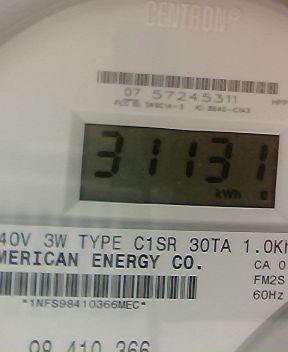 CENTRON®
07 57245311
31131
kWh
40V 3W TYPE C1SR 30TA 1.0Kh
MERICAN ENERGY CO. CA 0
FM2S
60Hz
*1NFS98410366MEC*
98 410 366